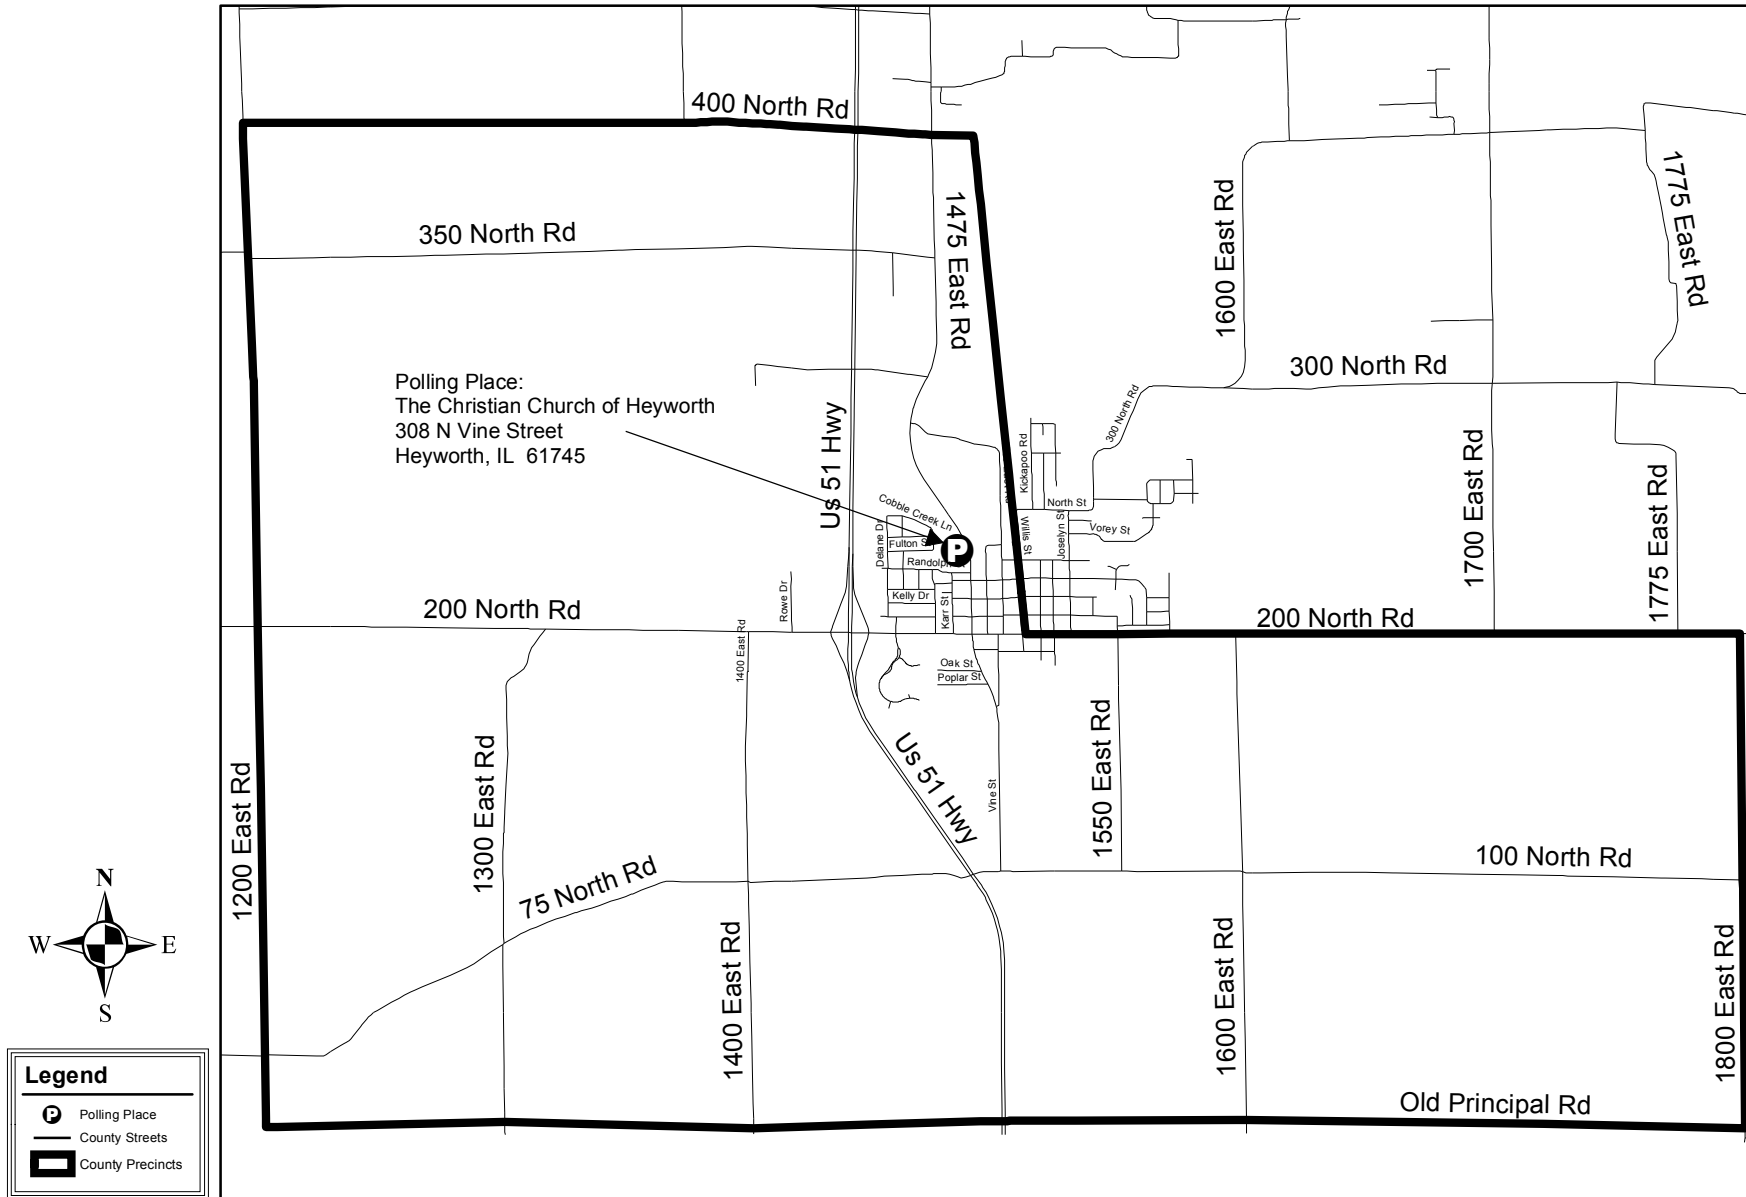 400 North Rd
1775 East Rd
1475 East Rd
1600 East Rd
350 North Rd
300 North Rd
Polling Place:
The Christian Church of Heyworth
308 N Vine Street
Heyworth, IL 61745
300 North Rd
Us 51 Hwy
Kickapoo Rd
1700 East Rd
1775 East Rd
North St
Cobble Creek Ln
Willis St
Joselyn St
Vorey St
Delane Dr
Fulton S
P
Randolph
Kelly Dr
Karr St
Rowe Dr
200 North Rd
200 North Rd
1400 East Rd
Oak St
Poplar St
Us 51 Hwy
Vine St
1550 East Rd
1300 East Rd
1200 East Rd
75 North Rd
100 North Rd
1400 East Rd
1600 East Rd
1800 East Rd
Old Principal Rd
N
W E
S
Legend
P Polling Place
County Streets
County Precincts